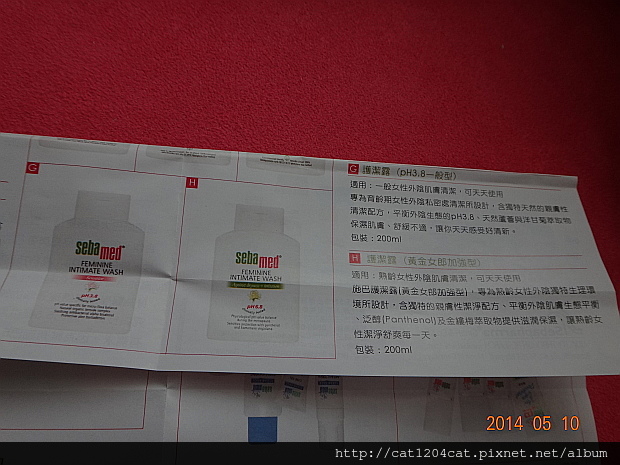 G
H
sebamed
FEMININE
INTIMATE WASH
pH 3.8
sebamed
FEMININE
INTIMATE WASH
G 護潔露（pH3.8一般型）
適用：一般女性外陰肌膚清潔，可天天使用
專為育齡期女性外陰私密處清潔所設計，含獨特天然的親膚性
清潔配方，平衡外陰生態的pH3.8、天然蘆薈與洋甘菊萃取物
保濕肌膚、舒緩不適，讓你天天感受好清新。
包裝：200ml
H 護潔露（黃金女郎加強型）
適用：熟齡女性外陰肌膚清潔，可天天使用
施巴護潔露(黃金女郎加強型)，專為熟齡女性外陰獨特生理環
境所設計，含獨特的親膚性潔淨配方、平衡外陰肌膚生態平衡
、泛醇(Panthenol)及金縷梅萃取物提供滋潤保濕，讓熟齡女
性潔淨舒爽每一天。
包裝：200ml
2014 05 10
http://cat1204cat.pixnet.net/album